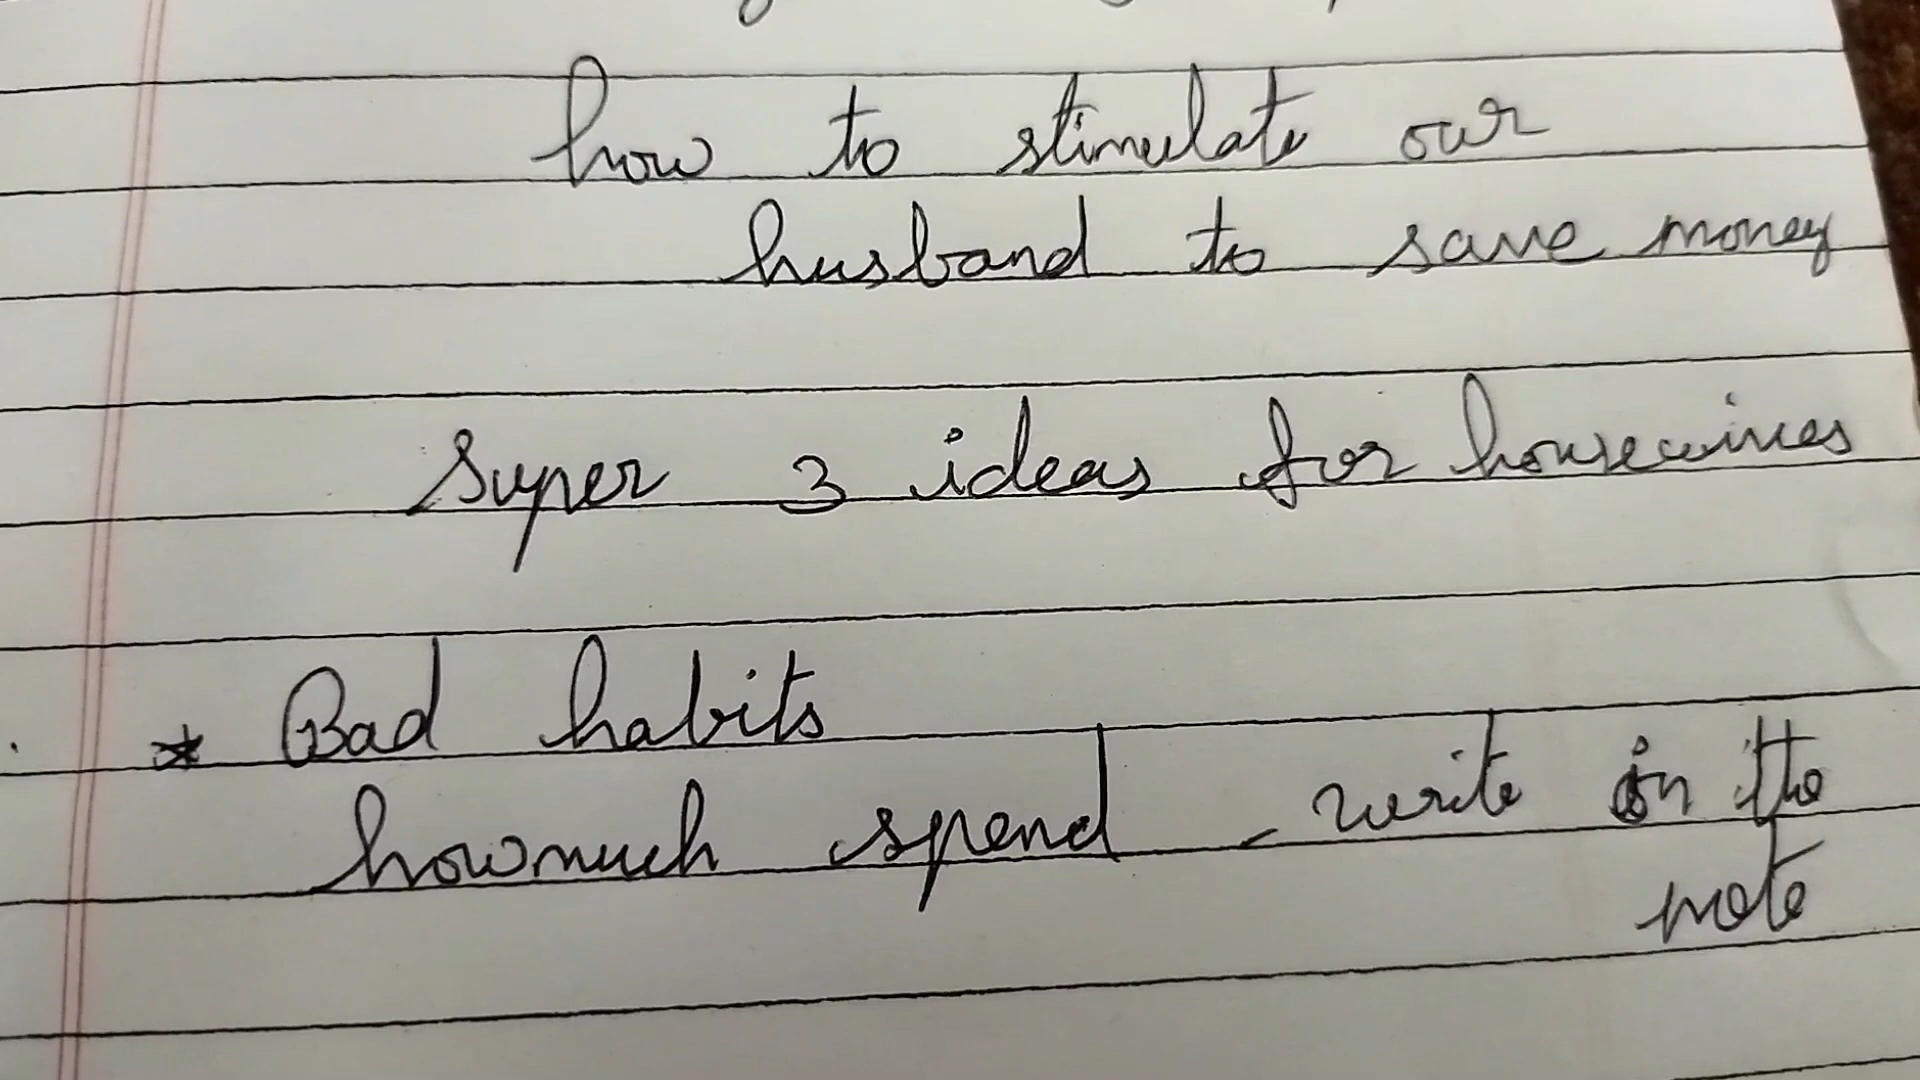 how to stimulate our
husband to save money
Super 3 ideas for housewives
* Bad habits
howmuch spend - write in the
note